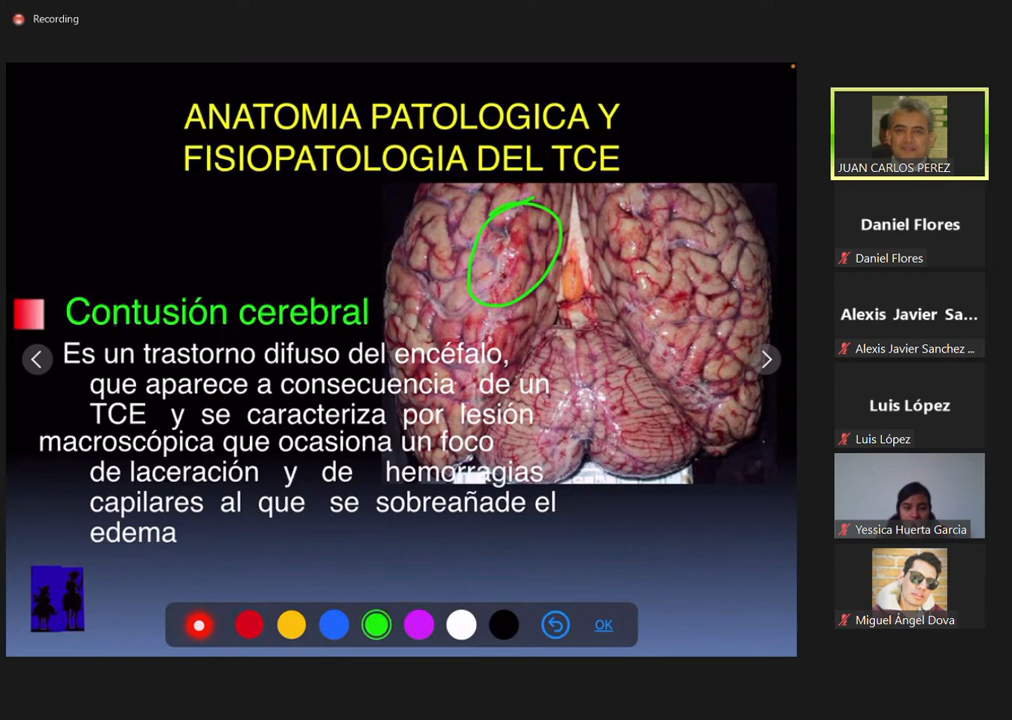 Recording
ANATOMIA PATOLOGICA Y
FISIOPATOLOGIA DEL TCE
Contusión cerebral
Es un trastorno difuso del encéfalo,
que aparece a consecuencia de un
TCE y se caracteriza por lesión
macroscópica que ocasiona un foco
de laceración y de hemorragias
capilares al que se sobreañade el
edema
OK
JUAN CARLOS PEREZ
Daniel Flores
Daniel Flores
Alexis Javier Sa...
Alexis Javier Sanchez ...
Luis López
Luis López
Yessica Huerta Garcia
Miguel Ángel Dova